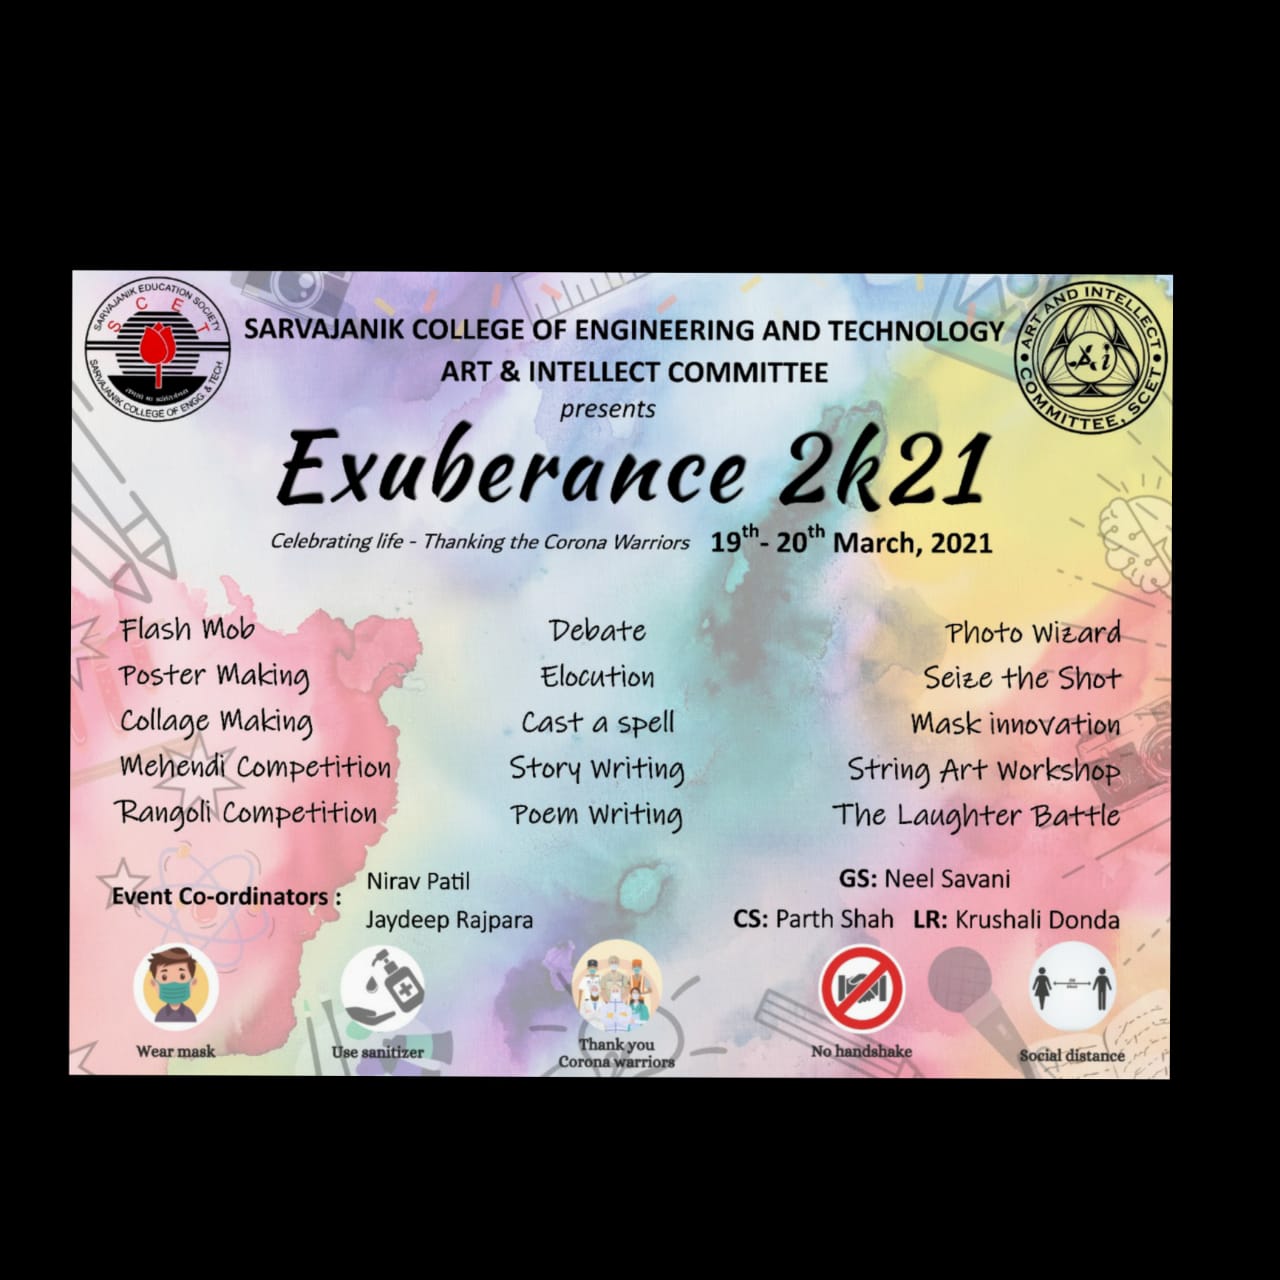 SARVAJANIK EDUCATION SOCIETY
S C E T
SARVAJANIK COLLEGE OF ENGG. & TECH.
SARVAJANIK COLLEGE OF ENGINEERING AND TECHNOLOGY
ART & INTELLECT COMMITTEE
presents
ART AND INTELLECT
COMMITTEE, SCET
Exuberance 2k21
Celebrating life - Thanking the Corona Warriors 19th- 20th March, 2021
Flash Mob
Poster Making
Collage Making
Mehendi Competition
Rangoli Competition
Debate
Elocution
Cast a spell
Story Writing
Poem Writing
Photo Wizard
Seize the Shot
Mask innovation
String Art Workshop
The Laughter Battle
Event Co-ordinators :
Nirav Patil
Jaydeep Rajpara
GS: Neel Savani
CS: Parth Shah LR: Krushali Donda
Wear mask
Use sanitizer
Thank you
Corona warriors
No handshake
Social distance